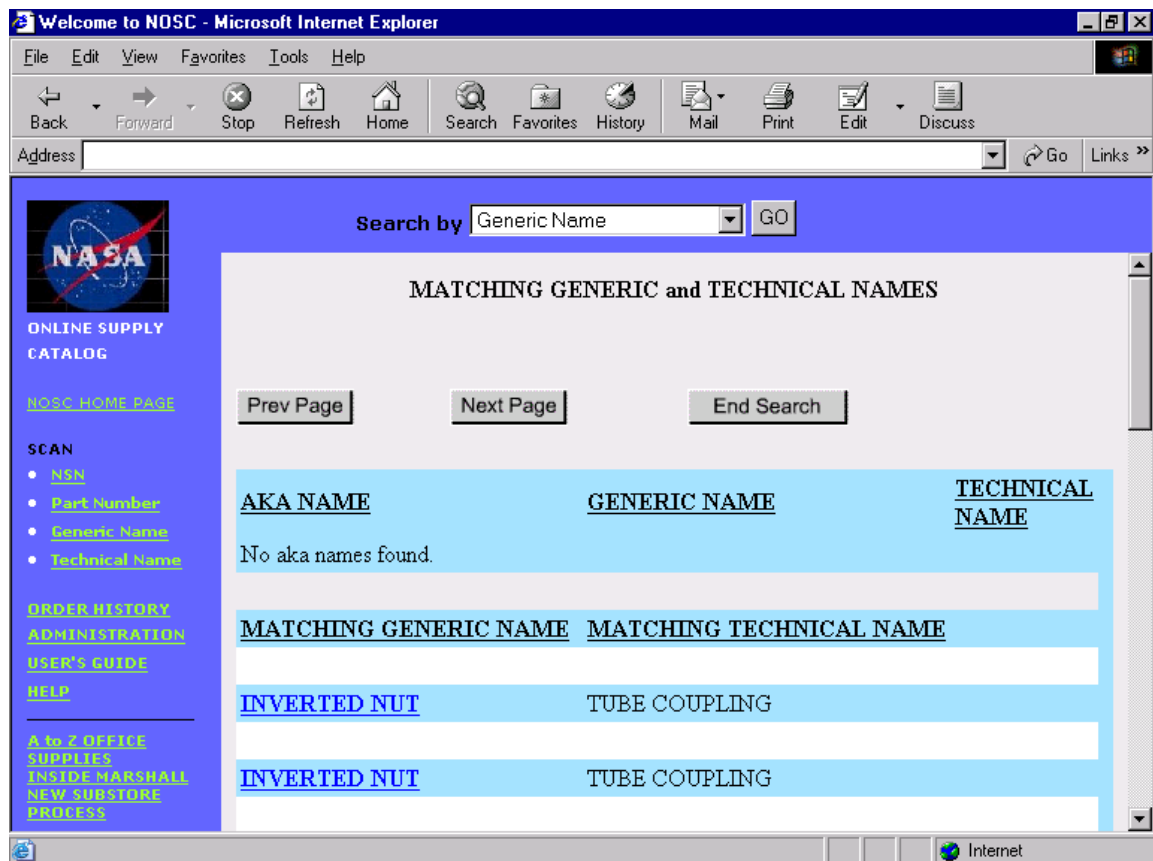 Welcome to NOSC - Microsoft Internet Explorer
File Edit View Favorites Tools Help
Back Forward Stop Refresh Home Search Favorites History Mail Print Edit Discuss
Address Go Links »
Search by Generic Name GO
NASA
ONLINE SUPPLY
CATALOG
NOSC HOME PAGE
SCAN
• NSN
• Part Number
• Generic Name
• Technical Name
ORDER HISTORY
ADMINISTRATION
USER'S GUIDE
HELP
A to Z OFFICE
SUPPLIES
INSIDE MARSHALL
NEW SUBSTORE
PROCESS
MATCHING GENERIC and TECHNICAL NAMES
Prev Page Next Page End Search
AKA NAME GENERIC NAME TECHNICAL
NAME
No aka names found.
MATCHING GENERIC NAME MATCHING TECHNICAL NAME
INVERTED NUT TUBE COUPLING
INVERTED NUT TUBE COUPLING
Internet